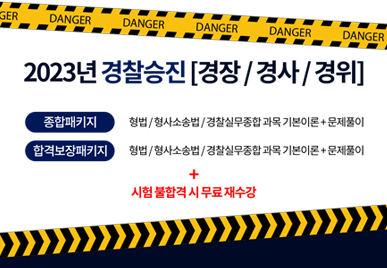 GER DANGER DANGER DANGER DANGER DANGER
2023년 경찰승진 [경장 / 경사 / 경위]
종합패키지 형법 / 형사소송법 / 경찰실무종합 과목 기본이론 + 문제풀이
합격보장패키지 형법 / 형사소송법 / 경찰실무종합 과목 기본이론 + 문제풀이
+
시험 불합격 시 무료 재수강